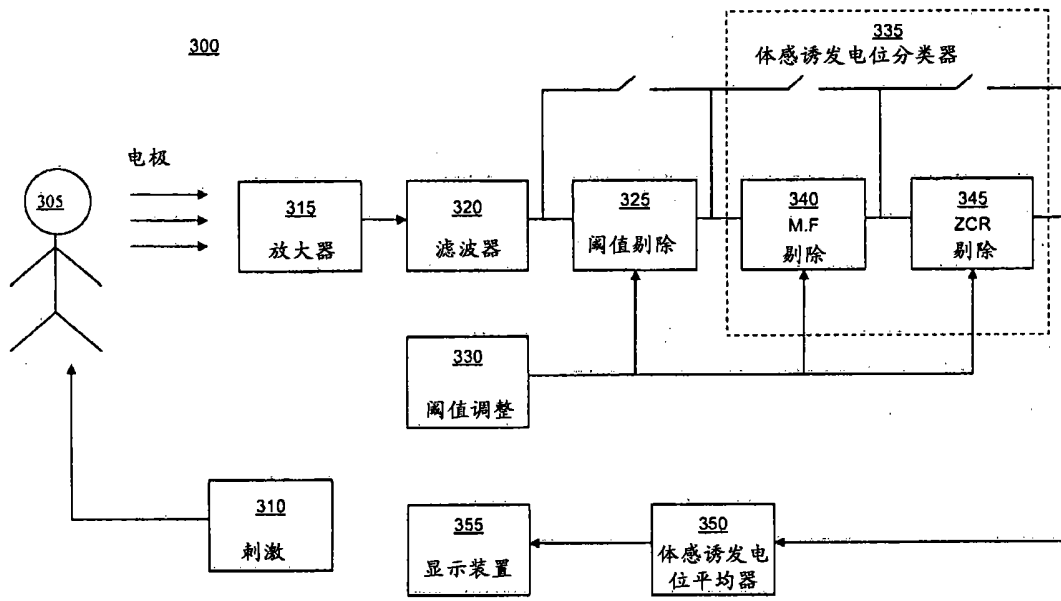 300
335
体感诱发电位分类器
电极
305
315
放大器
320
滤波器
325
阈值剔除
340
M.F
剔除
345
ZCR
剔除
330
阈值调整
310
刺激
355
显示装置
350
体感诱发电
位平均器